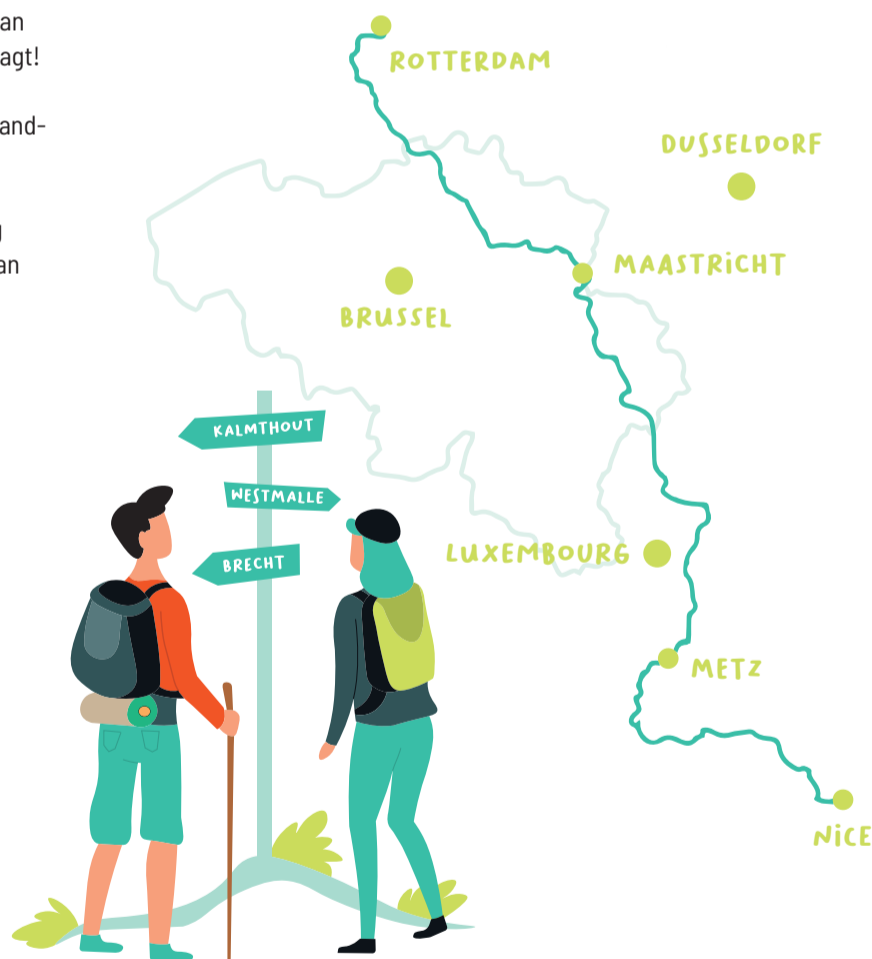 an
agt!
and-
an
ROTTERDAM
DUSSELDORF
MAASTRiCHT
BRUSSEL
KALMTHOUT
WESTMALLE
BRECHT
LUXEMBOURG
METZ
NiCE